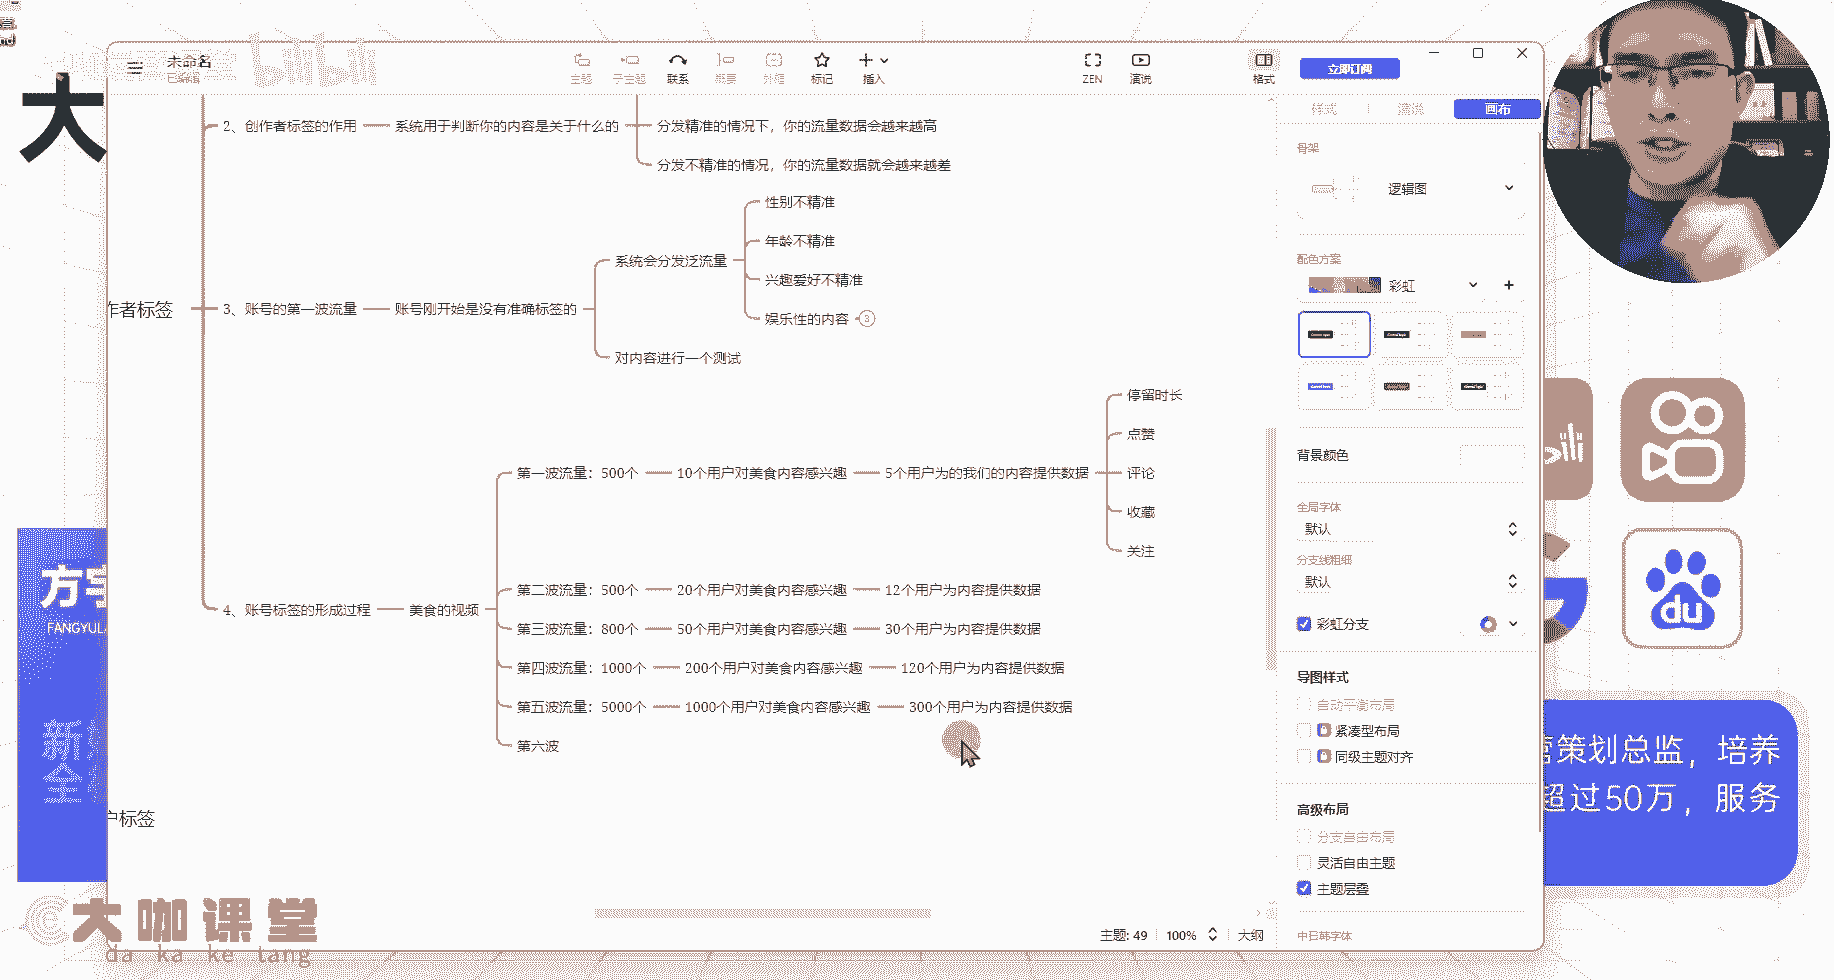 未命名
已编辑
bilibili
主题
子主题
联系
概要
外框
标记
插入
ZEN
演说
格式
立即订阅
样式
演说
画布
大
2、创作者标签的作用
系统用于判断你的内容是关于什么的
分发精准的情况下，你的流量数据会越来越高
分发不精准的情况，你的流量数据就会越来越差
作者标签
3、账号的第一波流量
账号刚开始是没有准确标签的
系统会分发泛流量
性别不精准
年龄不精准
兴趣爱好不精准
娱乐性的内容
3
对内容进行一个测试
4、账号标签的形成过程
美食的视频
第一波流量：500个
10个用户对美食内容感兴趣
5个用户为的我们的内容提供数据
停留时长
点赞
评论
收藏
关注
第二波流量：500个
20个用户对美食内容感兴趣
12个用户为内容提供数据
第三波流量：800个
50个用户对美食内容感兴趣
30个用户为内容提供数据
第四波流量：1000个
200个用户对美食内容感兴趣
120个用户为内容提供数据
第五波流量：5000个
1000个用户对美食内容感兴趣
300个用户为内容提供数据
第六波
户标签
骨架
逻辑图
配色方案
彩虹
背景颜色
全局字体
默认
分支线粗细
默认
彩虹分支
导图样式
自动平衡布局
紧凑型布局
同级主题对齐
高级布局
分支自由布局
灵活自由主题
主题层叠
中日韩字体
主题: 49
100%
大纲
FANGYU
新
全
du
营策划总监，培养
超过50万，服务
大咖课堂
da ka ke tang